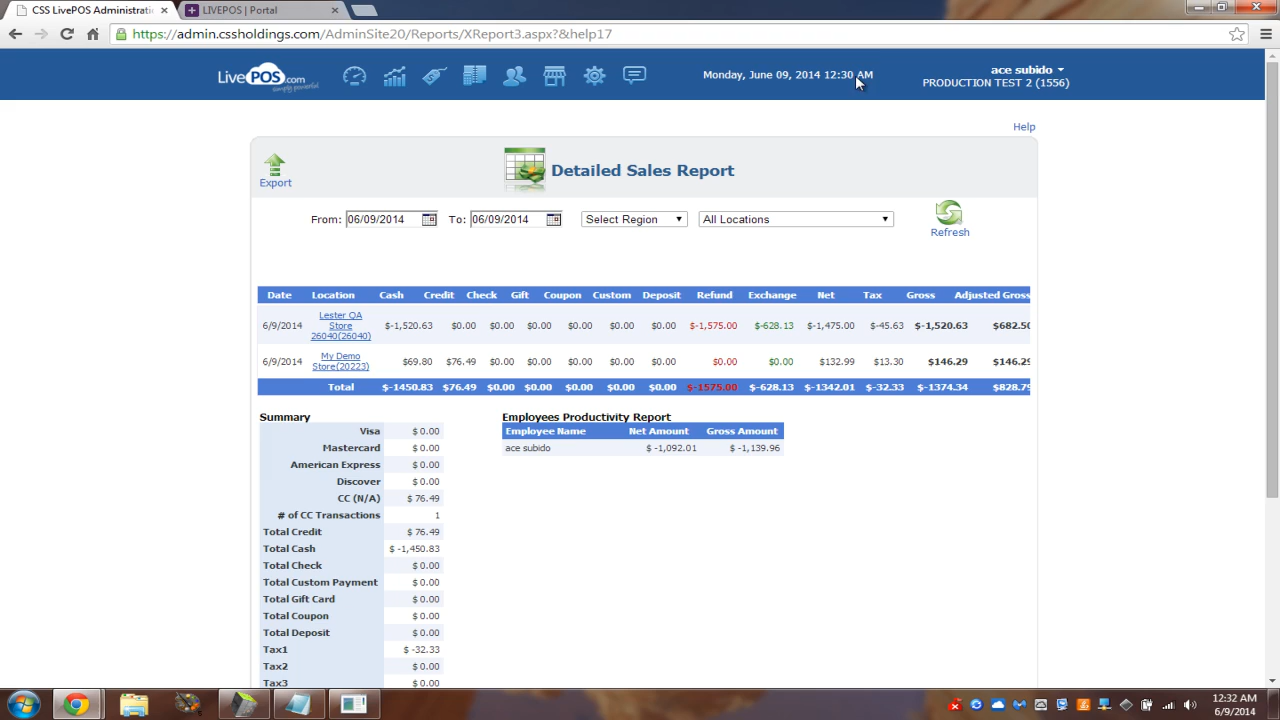 CSS LivePOS Administrati
LIVEPOS | Portal
https://admin.cssholdings.com/AdminSite20/Reports/XReport3.aspx?&help17
LivePOS.com
simply powerful
Monday, June 09, 2014 12:30 AM
ace subido
PRODUCTION TEST 2 (1556)
Help
Export
Detailed Sales Report
From: 06/09/2014 To: 06/09/2014 Select Region All Locations
Refresh
Date Location Cash Credit Check Gift Coupon Custom Deposit Refund Exchange Net Tax Gross Adjusted Gross
6/9/2014 Lester QA Store 26040(26040) $-1,520.63 $0.00 $0.00 $0.00 $0.00 $0.00 $0.00 $-1,575.00 $-628.13 $-1,475.00 $-45.63 $-1,520.63 $682.50
6/9/2014 My Demo Store(20223) $69.80 $76.49 $0.00 $0.00 $0.00 $0.00 $0.00 $0.00 $0.00 $132.99 $13.30 $146.29 $146.29
Total $-1450.83 $76.49 $0.00 $0.00 $0.00 $0.00 $0.00 $-1575.00 $-628.13 $-1342.01 $-32.33 $-1374.34 $828.79
Summary
Visa $ 0.00
Mastercard $ 0.00
American Express $ 0.00
Discover $ 0.00
CC (N/A) $ 76.49
# of CC Transactions 1
Total Credit $ 76.49
Total Cash $ -1,450.83
Total Check $ 0.00
Total Custom Payment $ 0.00
Total Gift Card $ 0.00
Total Coupon $ 0.00
Total Deposit $ 0.00
Tax1 $ -32.33
Tax2 $ 0.00
Tax3 $ 0.00
Employees Productivity Report
Employee Name Net Amount Gross Amount
ace subido $ -1,092.01 $ -1,139.96
12:32 AM
6/9/2014